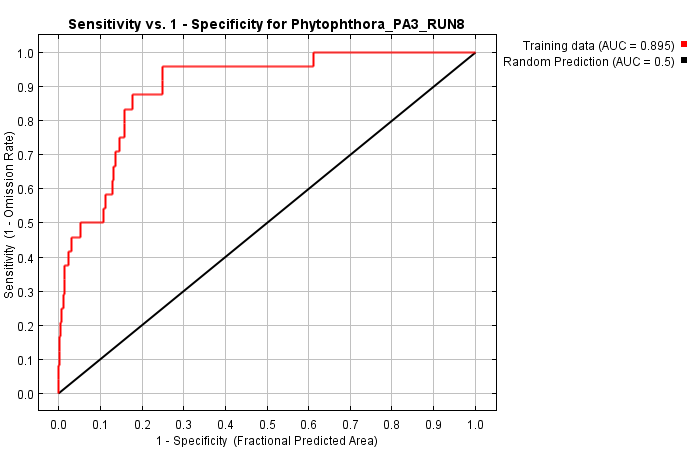 Sensitivity vs. 1 - Specificity for Phytophthora_PA3_RUN8
Training data (AUC = 0.895)
Random Prediction (AUC = 0.5)
Sensitivity (1 - Omission Rate)
1.0
0.9
0.8
0.7
0.6
0.5
0.4
0.3
0.2
0.1
0.0
0.0 0.1 0.2 0.3 0.4 0.5 0.6 0.7 0.8 0.9 1.0
1 - Specificity (Fractional Predicted Area)